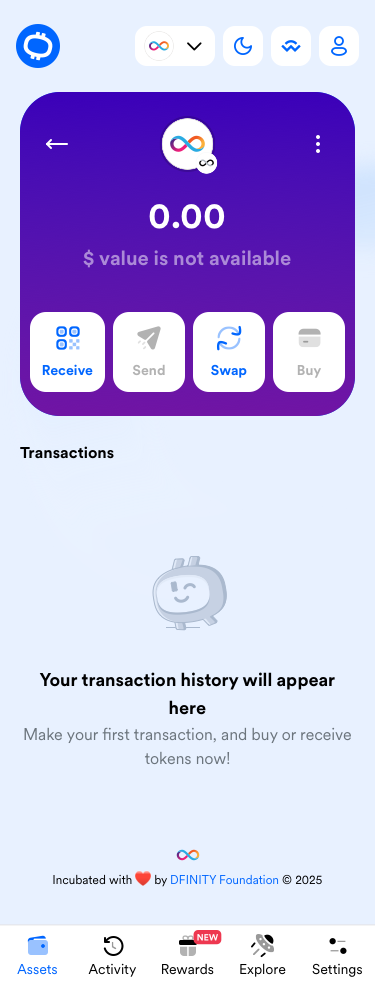 0.00
$ value is not available
Receive
Send
Swap
Buy
Transactions
Your transaction history will appear
here
Make your first transaction, and buy or receive
tokens now!
Incubated with ❤️ by DFINITY Foundation © 2025
NEW
Assets
Activity
Rewards
Explore
Settings